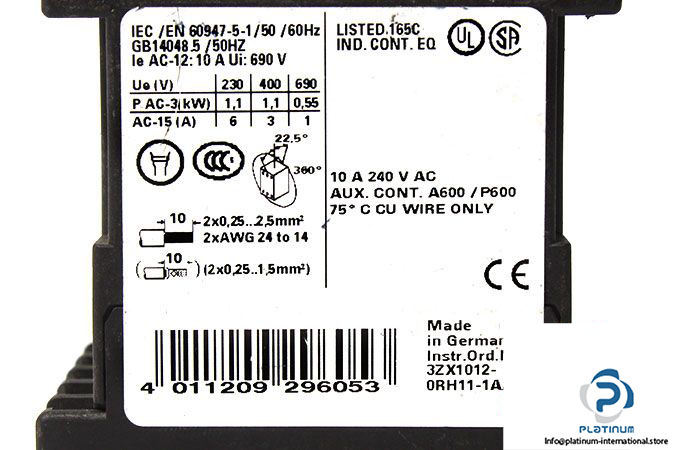 IEC /EN 60947-5-1/50 /60Hz
GB14048.5 /50HZ
Ie AC-12: 10 A Ui: 690 V
Ue (V) 230 400 690
P AC-3(kW) 1,1 1,1 0,55
AC-15 (A) 6 3 1
CCC
22,5°
360°
10 2x0,25...2,5mm²
2xAWG 24 to 14
10 (2x0,25..1,5mm²)
LISTED.165C
IND. CONT. EQ
UL SA
10 A 240 V AC
AUX. CONT. A600 / P600
75° C CU WIRE ONLY
CE
4 011209 296053
Made
in German
Instr.Ord.
3ZX1012-
0RH11-1A
PLATINUM
Info@platinum-international.store